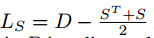 L_S = D − \frac{S^T + S}{2}